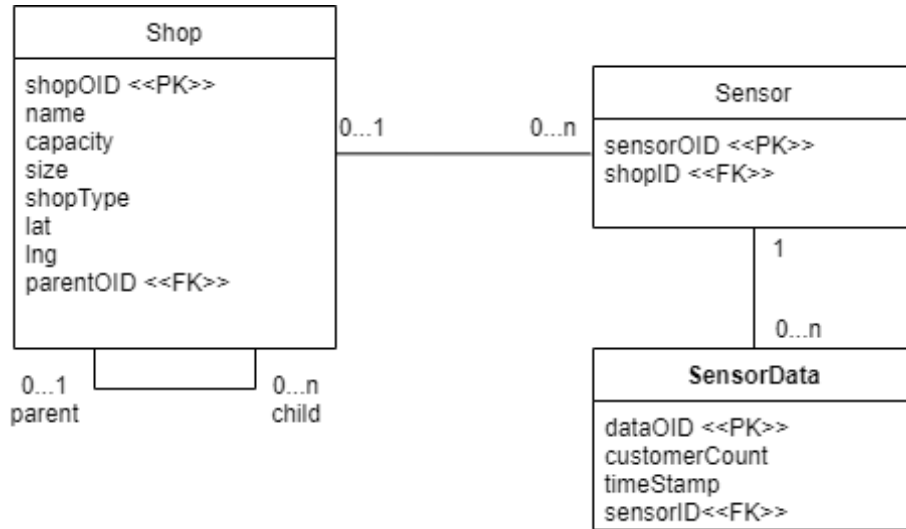 Shop
shopOID <<PK>>
name
capacity
size
shopType
lat
lng
parentOID <<FK>>
0...1
0...n
parent
child
0...1
0...n
Sensor
sensorOID <<PK>>
shopID <<FK>>
1
0...n
SensorData
dataOID <<PK>>
customerCount
timeStamp
sensorID<<FK>>